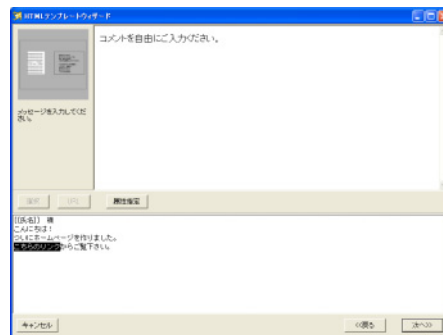 HTMLテンプレートウィザード
コメントを自由にご入力ください。
メッセージを入力してくだ
さい。
選択
URL
属性指定
[[氏名]] 様
こんにちは!
ついにホームページを作りました。
こちらのリンクからご覧下さい。
キャンセル
<<戻る
次へ>>